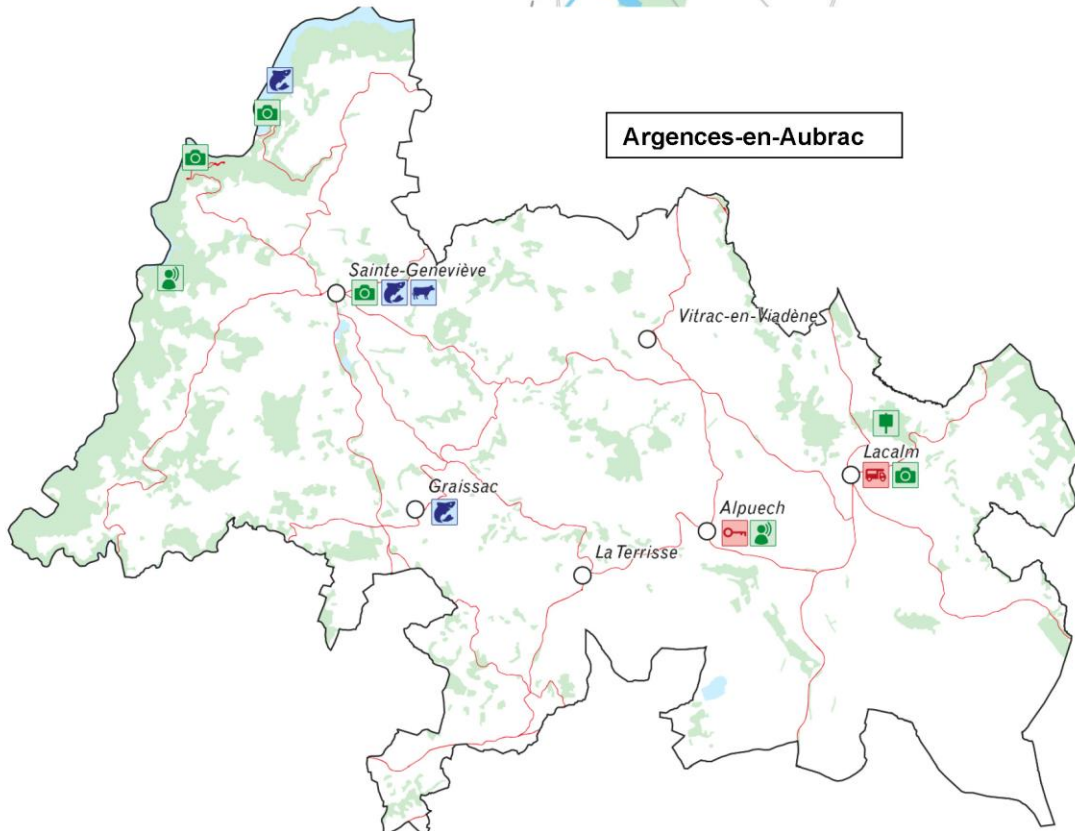 Argences-en-Aubrac
Sainte-Geneviève
Vitrac-en-Viadène
Lacalm
Graissac
Alpuech
La Terrisse